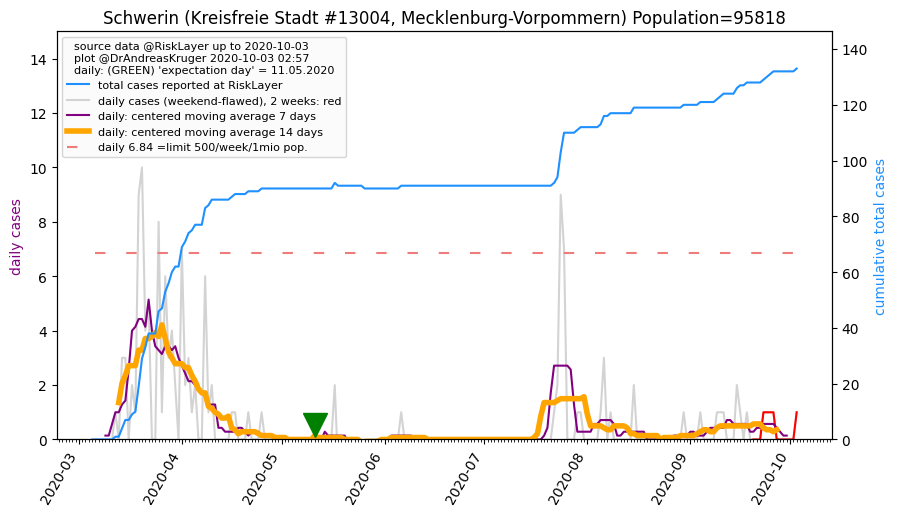 Schwerin (Kreisfreie Stadt #13004, Mecklenburg-Vorpommern) Population=95818
source data @RiskLayer up to 2020-10-03
plot @DrAndreasKruger 2020-10-03 02:57
daily: (GREEN) 'expectation day' = 11.05.2020
total cases reported at RiskLayer
daily cases (weekend-flawed), 2 weeks: red
daily: centered moving average 7 days
daily: centered moving average 14 days
daily 6.84 =limit 500/week/1mio pop.
daily cases
14
12
10
8
6
4
2
0
cumulative total cases
140
120
100
80
60
40
20
0
2020-03
2020-04
2020-05
2020-06
2020-07
2020-08
2020-09
2020-10